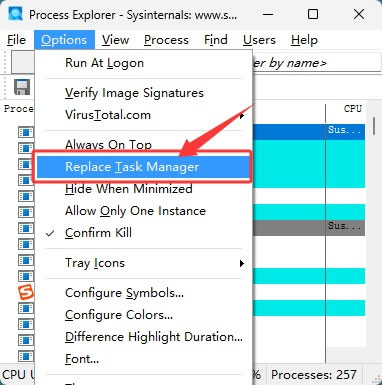 Process Explorer - Sysinternals: www.s...
File Options View Process Find Users Help
Run At Logon
er by name>
Verify Image Signatures
VirusTotal.com
Proce CPU
Always On Top
Sus...
Replace Task Manager
Hide When Minimized
Allow Only One Instance
Confirm Kill
Sus...
Tray Icons
Configure Symbols...
Configure Colors...
Difference Highlight Duration...
Font...
CPU U % Processes: 257